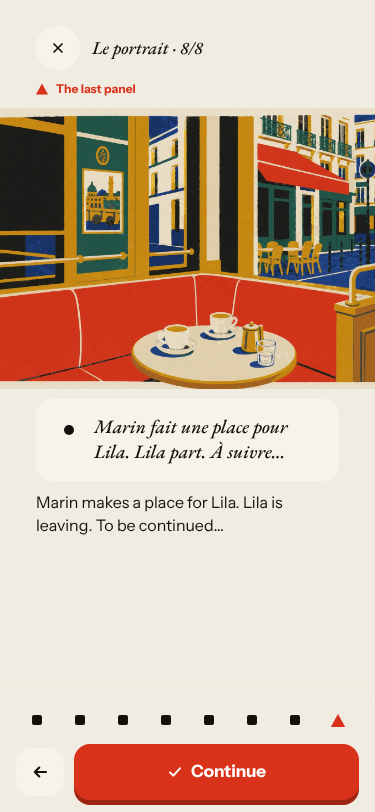 Le portrait · 8/8
The last panel
Marin fait une place pour
Lila. Lila part. À suivre...
Marin makes a place for Lila. Lila is
leaving. To be continued...
Continue